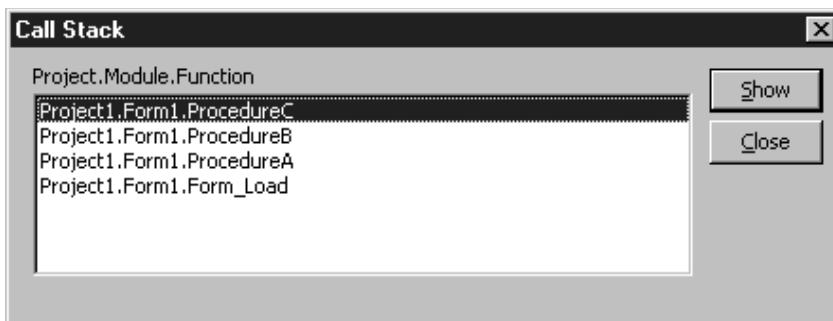 Call Stack
Project.Module.Function
Project1.Form1.ProcedureC
Project1.Form1.ProcedureB
Project1.Form1.ProcedureA
Project1.Form1.Form_Load
Show
Close